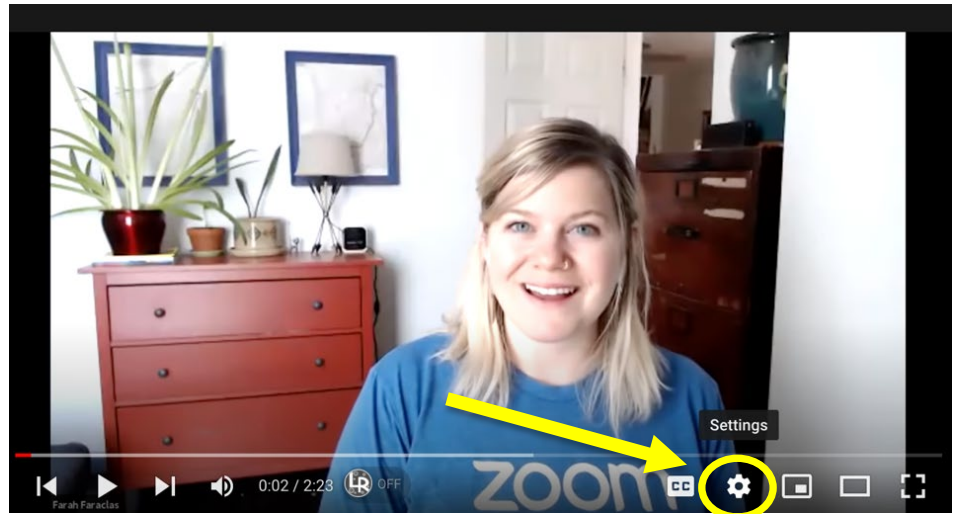 Settings
ZOOM
CC
0:02 / 2:23
LR
OFF
Farah Faraclas